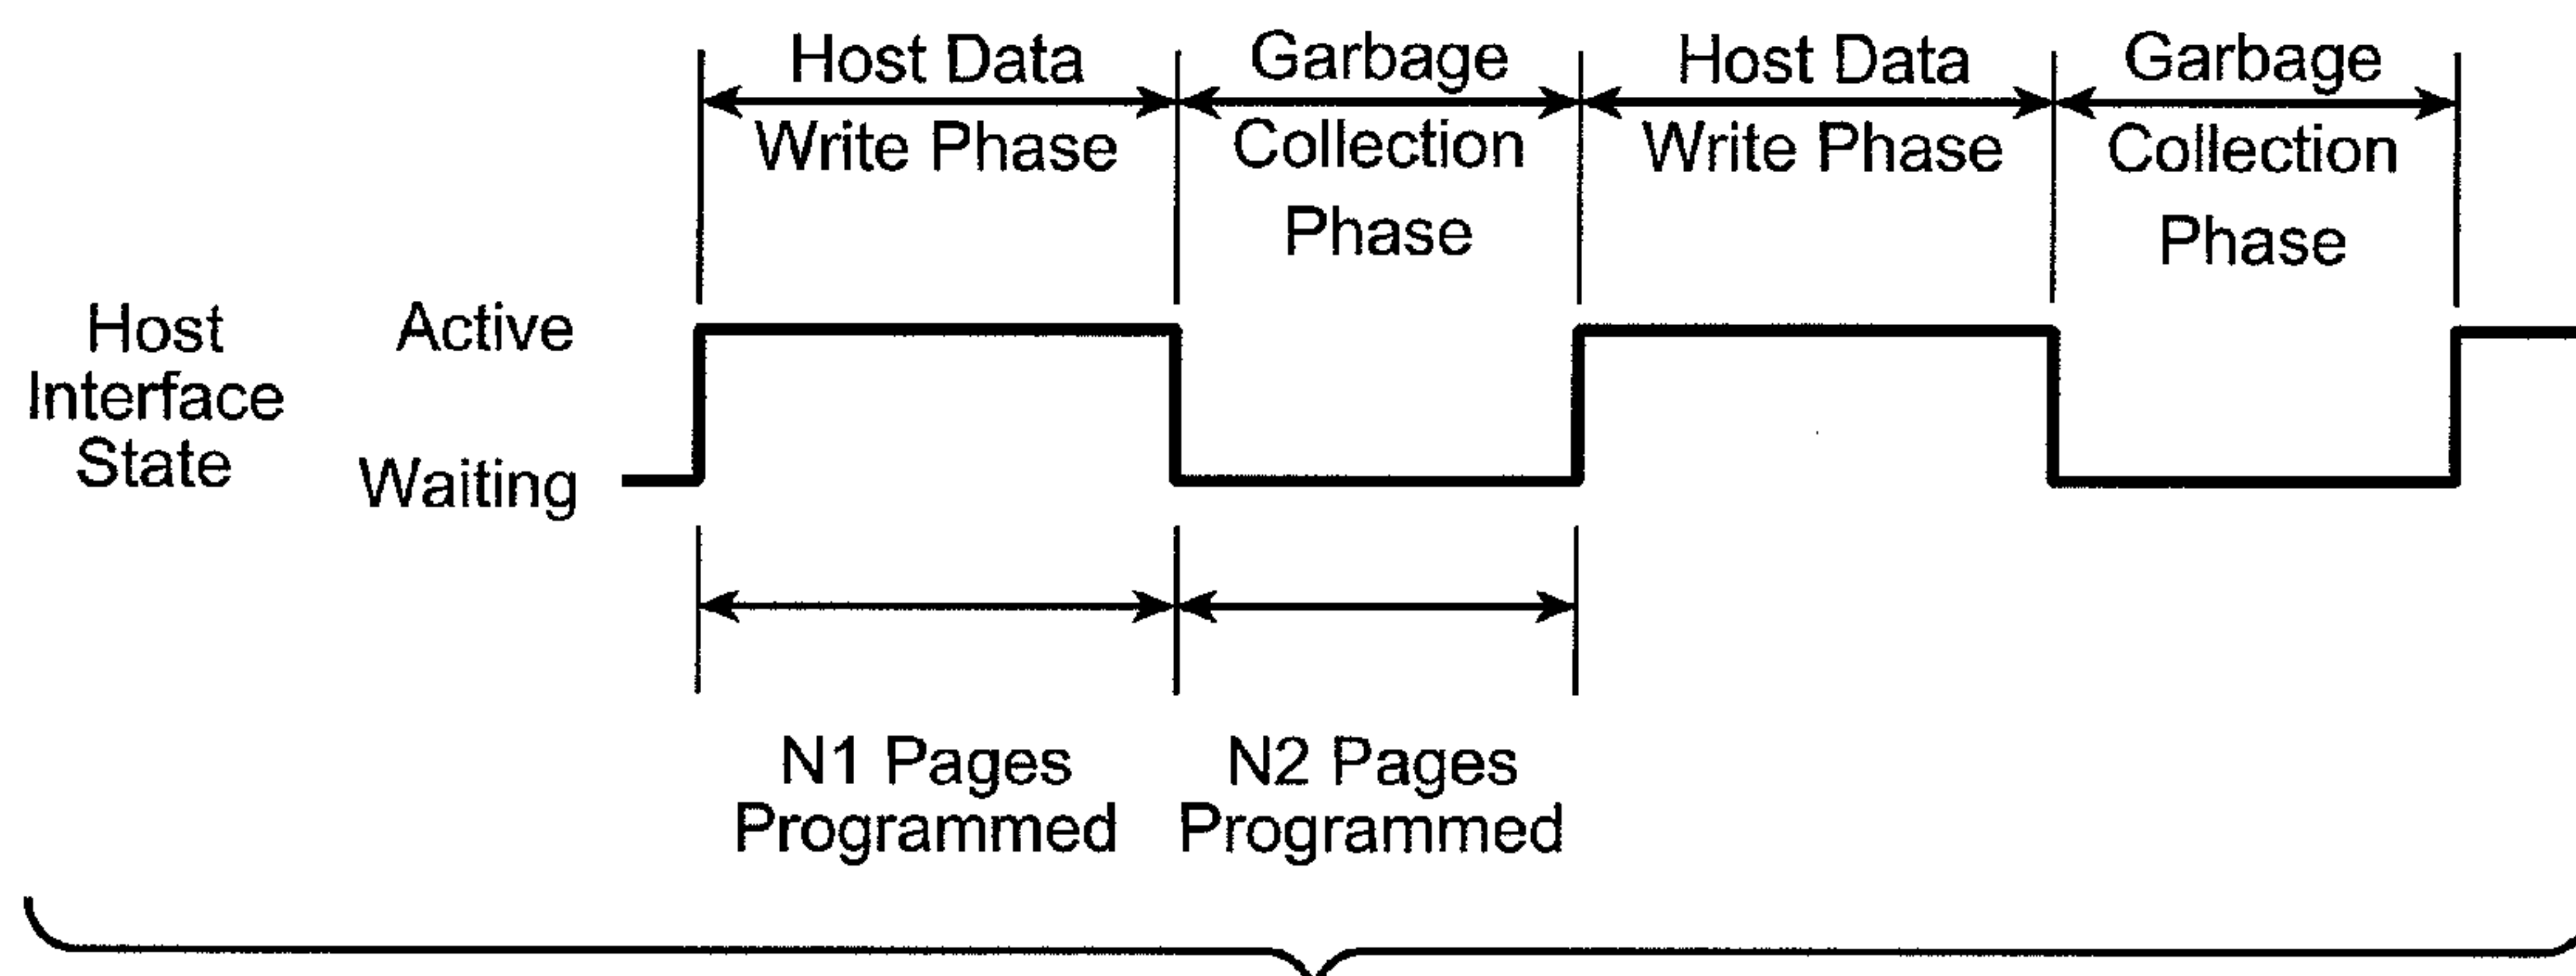 Host Data
Write Phase
Garbage
Collection
Phase
Host Data
Write Phase
Garbage
Collection
Phase
Host
Interface
State
Active
Waiting
N1 Pages
Programmed
N2 Pages
Programmed